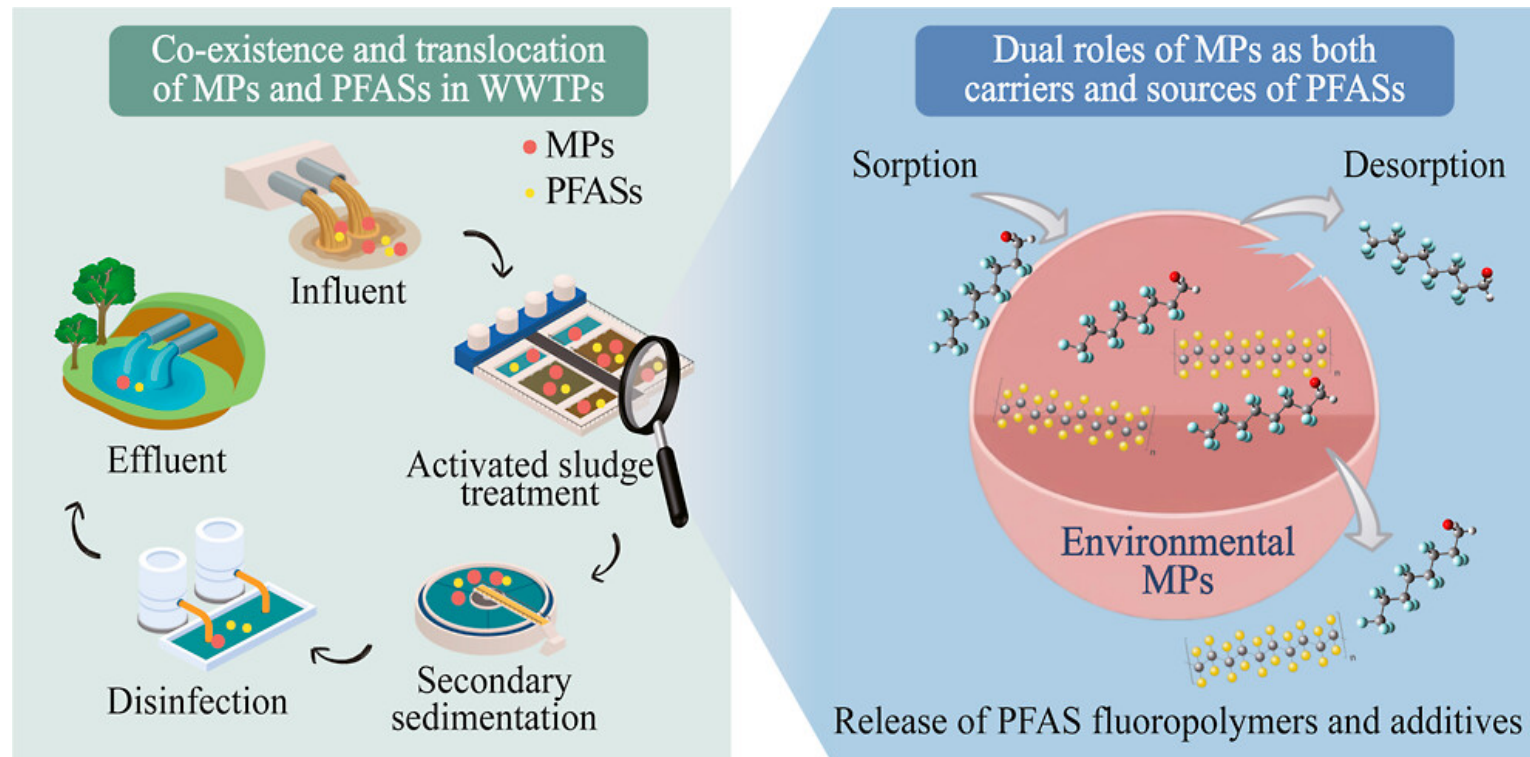 Co-existence and translocation
of MPs and PFASs in WWTPs
MPs
PFASs
Influent
Activated sludge
treatment
Secondary
sedimentation
Disinfection
Effluent
Dual roles of MPs as both
carriers and sources of PFASs
Sorption
Desorption
n
n
Environmental
MPs
n
Release of PFAS fluoropolymers and additives